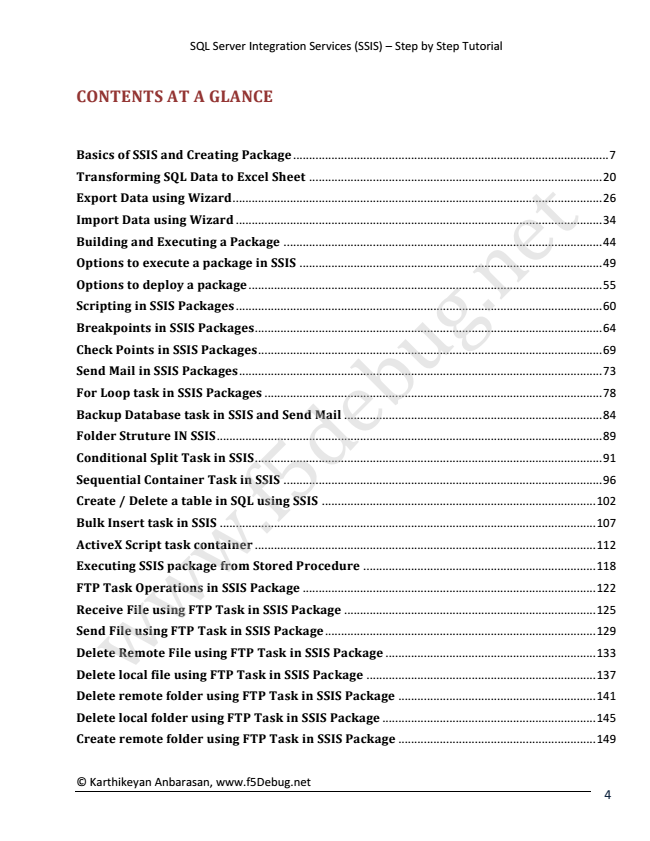 SQL Server Integration Services (SSIS) – Step by Step Tutorial
CONTENTS AT A GLANCE
Basics of SSIS and Creating Package....................................................................................................7
Transforming SQL Data to Excel Sheet ..............................................................................................20
Export Data using Wizard......................................................................................................................26
Import Data using Wizard .....................................................................................................................34
Building and Executing a Package ......................................................................................................44
Options to execute a package in SSIS .................................................................................................49
Options to deploy a package.................................................................................................................55
Scripting in SSIS Packages.....................................................................................................................60
Breakpoints in SSIS Packages...............................................................................................................64
Check Points in SSIS Packages..............................................................................................................69
Send Mail in SSIS Packages....................................................................................................................73
For Loop task in SSIS Packages ............................................................................................................78
Backup Database task in SSIS and Send Mail ...................................................................................84
Folder Struture IN SSIS...........................................................................................................................89
Conditional Split Task in SSIS...............................................................................................................91
Sequential Container Task in SSIS ......................................................................................................96
Create / Delete a table in SQL using SSIS ........................................................................................102
Bulk Insert task in SSIS ........................................................................................................................107
ActiveX Script task container .............................................................................................................112
Executing SSIS package from Stored Procedure ...........................................................................118
FTP Task Operations in SSIS Package ..............................................................................................122
Receive File using FTP Task in SSIS Package .................................................................................125
Send File using FTP Task in SSIS Package.......................................................................................129
Delete Remote File using FTP Task in SSIS Package ....................................................................133
Delete local file using FTP Task in SSIS Package ..........................................................................137
Delete remote folder using FTP Task in SSIS Package ................................................................141
Delete local folder using FTP Task in SSIS Package .....................................................................145
Create remote folder using FTP Task in SSIS Package ................................................................149
www.f5debug.net
© Karthikeyan Anbarasan, www.f5Debug.net
4